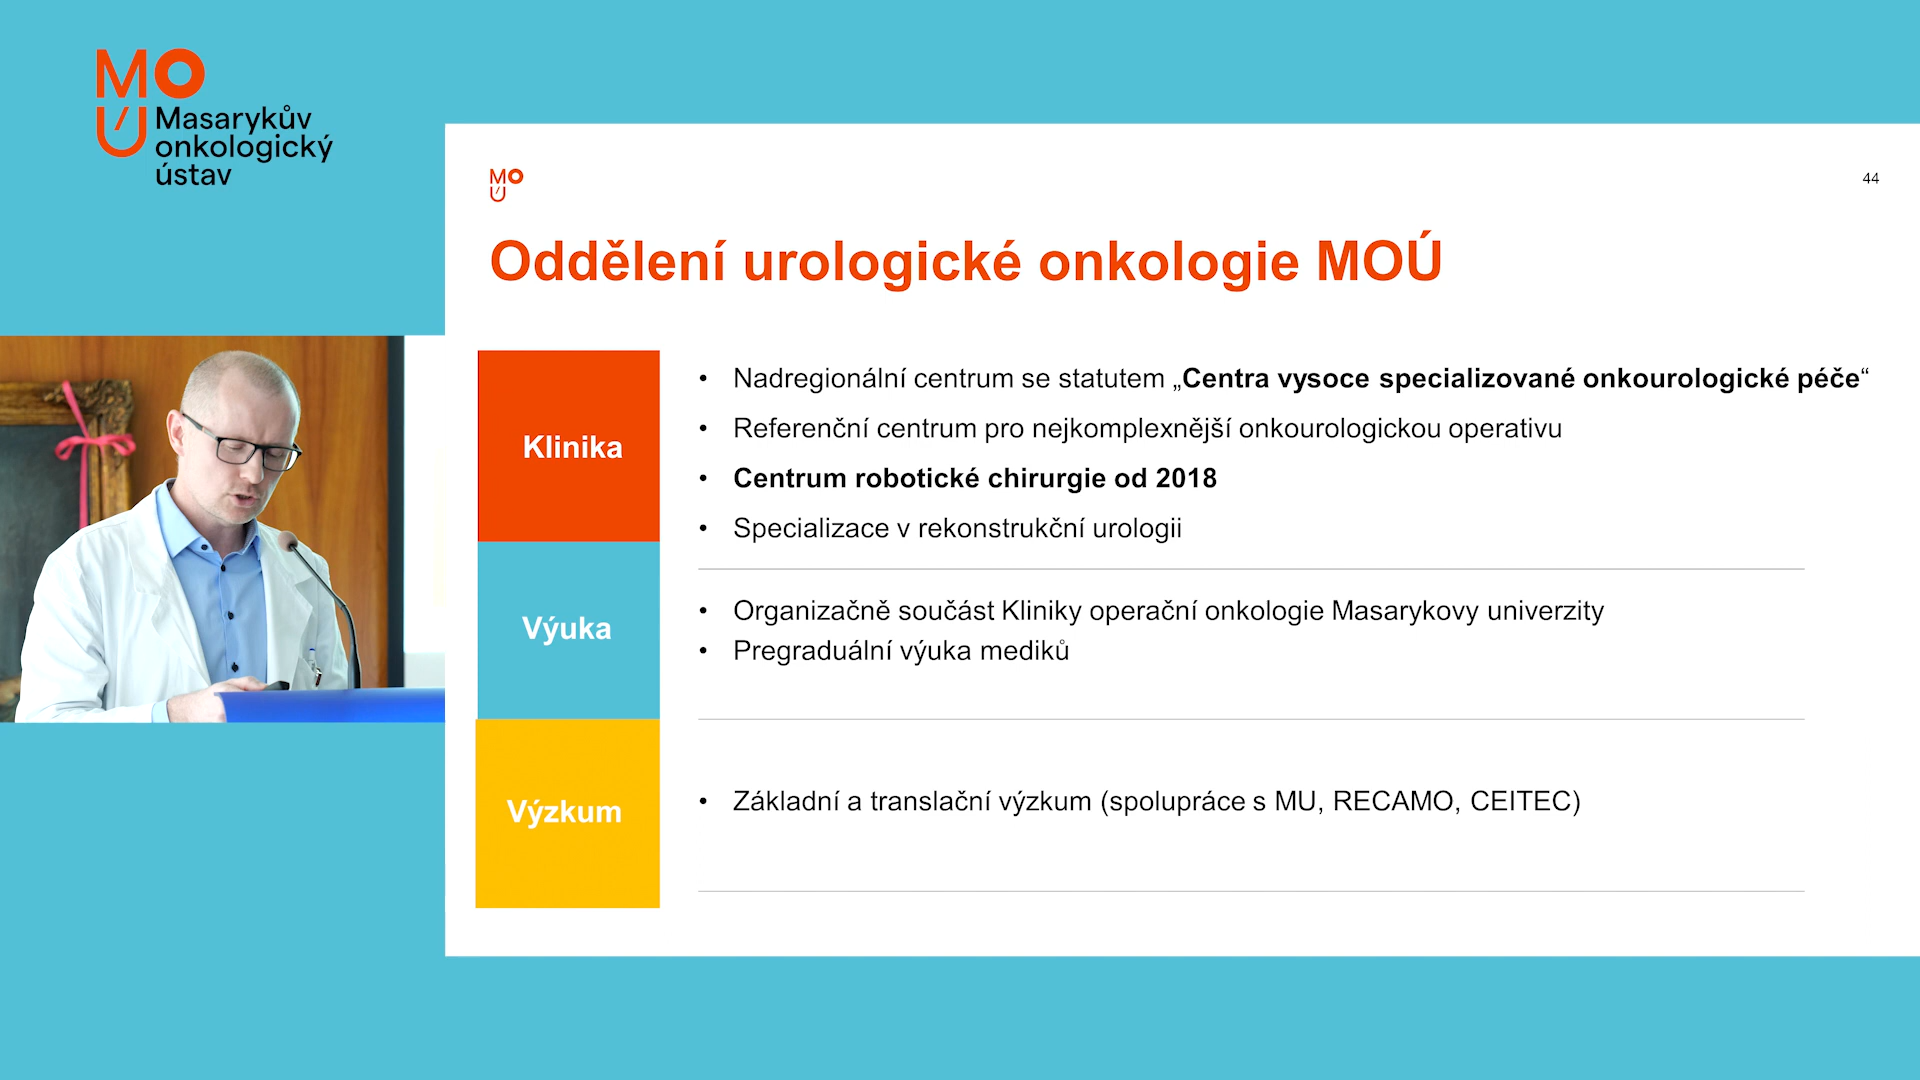 MOÚ
Masarykův
onkologický
ústav
MOÚ
44
Oddělení urologické onkologie MOÚ
Klinika
• Nadregionální centrum se statutem „Centra vysoce specializované onkourologické péče“
• Referenční centrum pro nejkomplexnější onkourologickou operativu
• Centrum robotické chirurgie od 2018
• Specializace v rekonstrukční urologii
Výuka
• Organizačně součást Kliniky operační onkologie Masarykovy univerzity
• Pregraduální výuka mediků
Výzkum
• Základní a translační výzkum (spolupráce s MU, RECAMO, CEITEC)